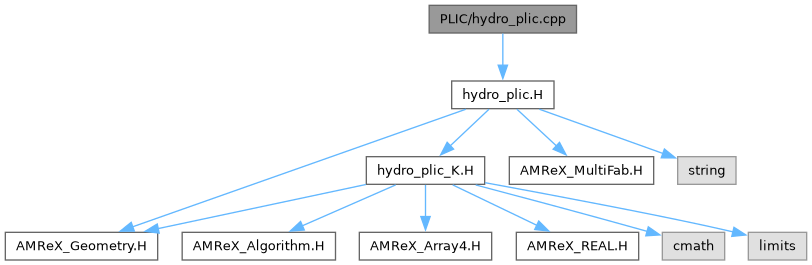 PLIC/hydro_plic.cpp
hydro_plic.H
hydro_plic_K.H
AMReX_MultiFab.H
string
AMReX_Geometry.H
AMReX_Algorithm.H
AMReX_Array4.H
AMReX_REAL.H
cmath
limits